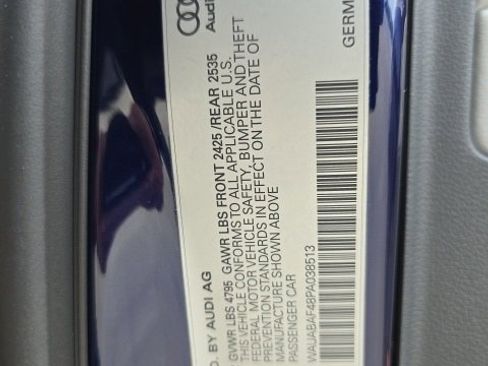 Audi
GERM
D. BY AUDI AG
GVWR LBS 4795 GAWR LBS FRONT 2425/REAR 2535
THIS VEHICLE CONFORMS TO ALL APPLICABLE U.S.
FEDERAL MOTOR VEHICLE SAFETY, BUMPER AND THEFT
PREVENTION STANDARDS IN EFFECT ON THE DATE OF
MANUFACTURE SHOWN ABOVE
PASSENGER CAR
WAUABAF48PA038513